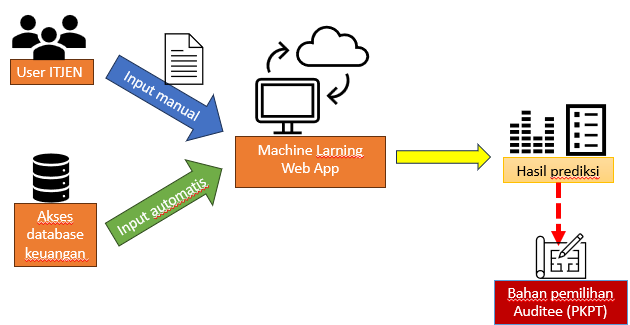 User ITJEN
Input manual
Machine Larning
Web App
Hasil prediksi
Akses
database
keuangan
Input automatis
Bahan pemilihan
Auditee (PKPT)